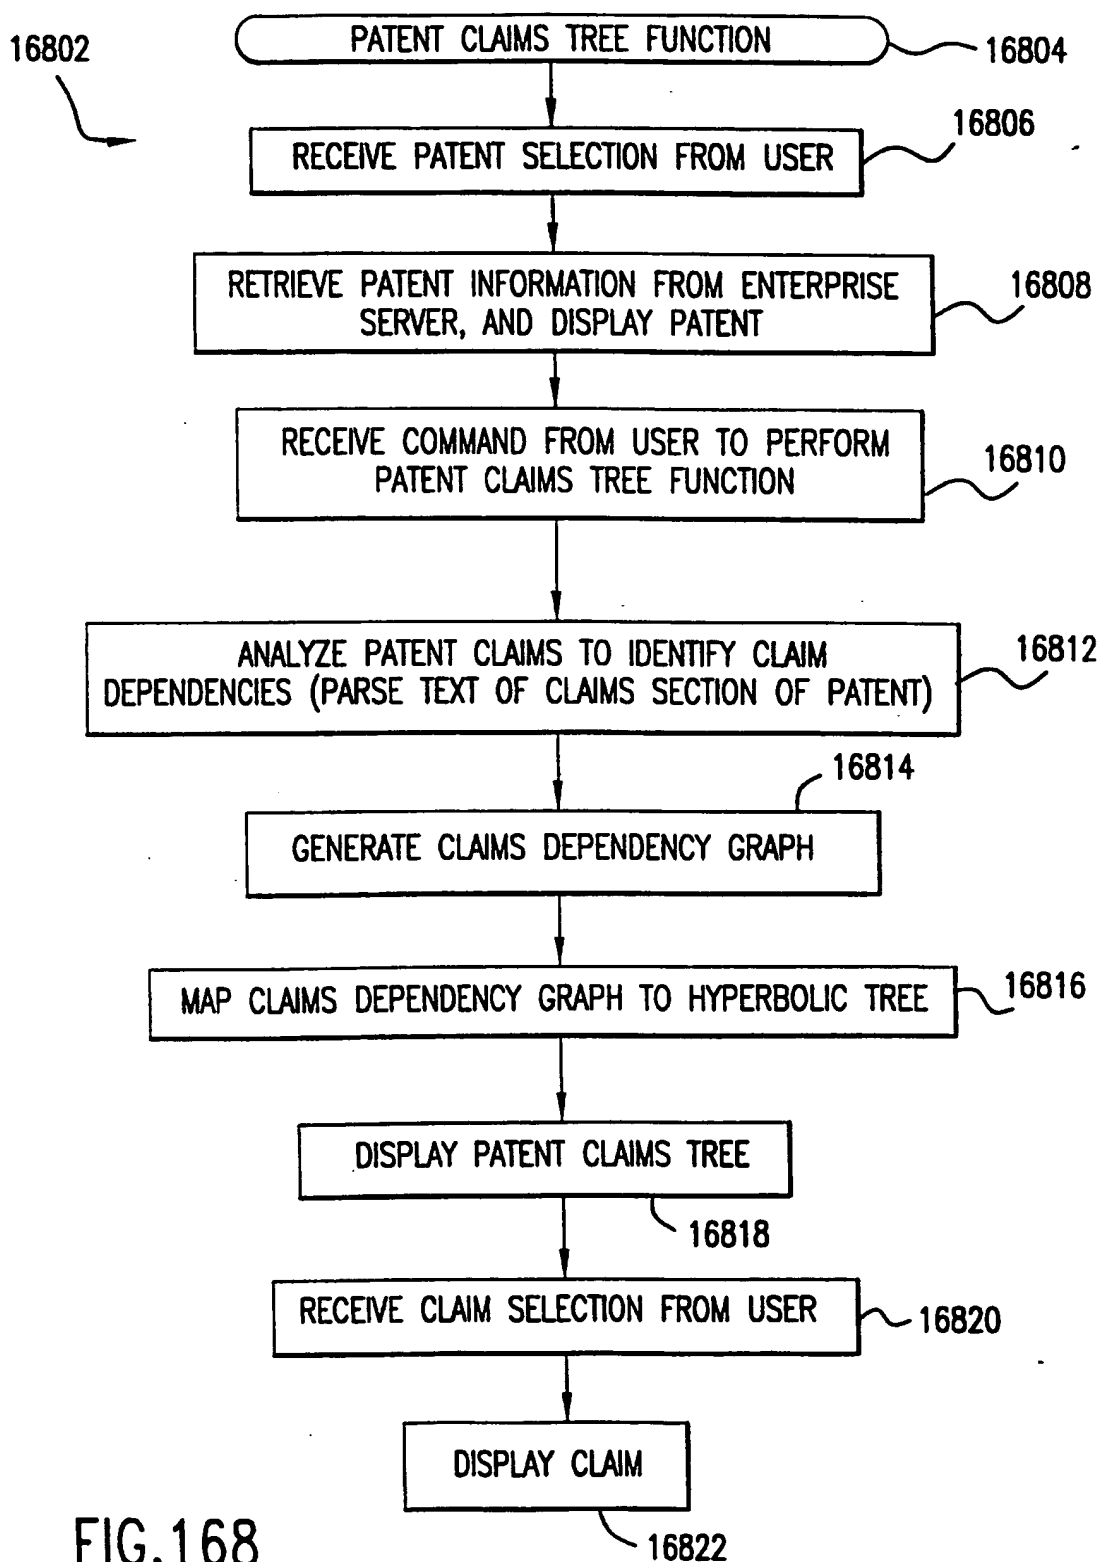 16802
PATENT CLAIMS TREE FUNCTION
16804
RECEIVE PATENT SELECTION FROM USER
16806
RETRIEVE PATENT INFORMATION FROM ENTERPRISE
SERVER, AND DISPLAY PATENT
16808
RECEIVE COMMAND FROM USER TO PERFORM
PATENT CLAIMS TREE FUNCTION
16810
ANALYZE PATENT CLAIMS TO IDENTIFY CLAIM
DEPENDENCIES (PARSE TEXT OF CLAIMS SECTION OF PATENT)
16812
16814
GENERATE CLAIMS DEPENDENCY GRAPH
MAP CLAIMS DEPENDENCY GRAPH TO HYPERBOLIC TREE
16816
DISPLAY PATENT CLAIMS TREE
16818
RECEIVE CLAIM SELECTION FROM USER
16820
DISPLAY CLAIM
16822
FIG.168